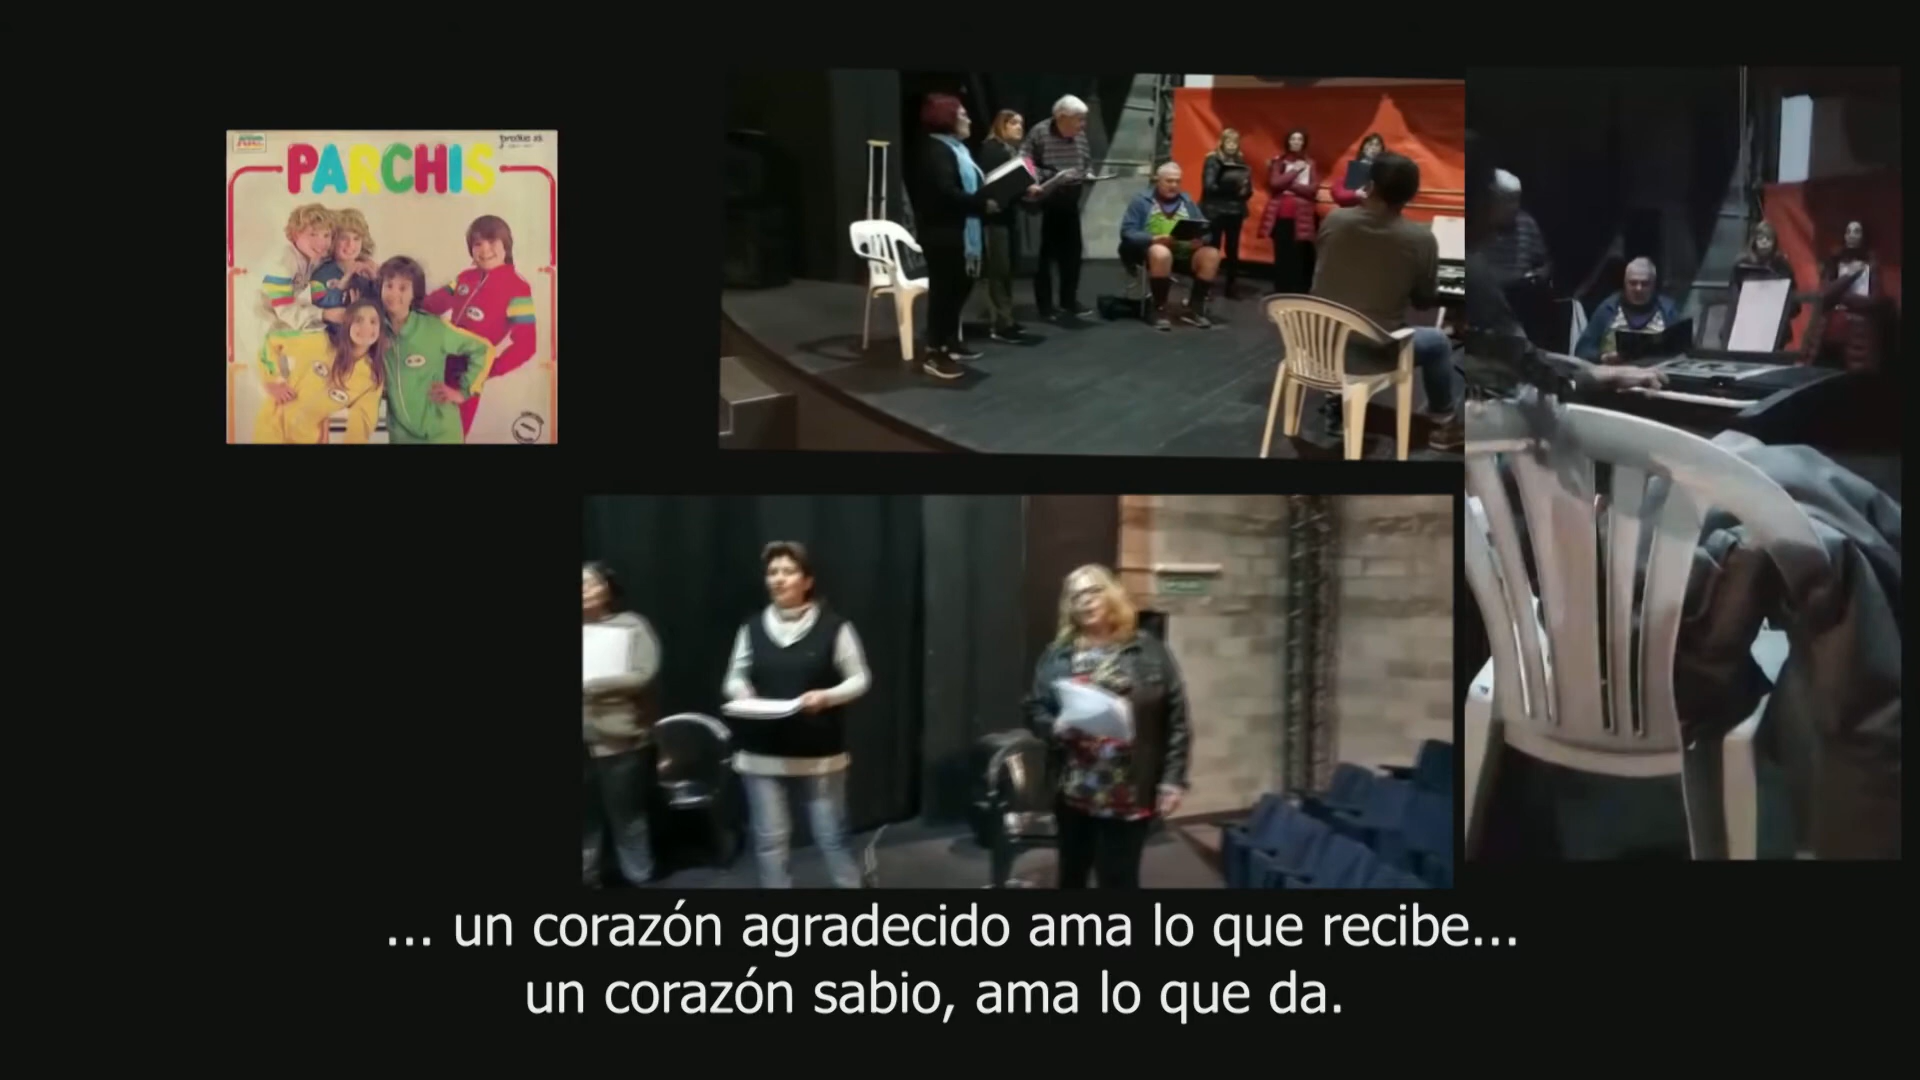 PARCHIS
... un corazón agradecido ama lo que recibe...
un corazón sabio, ama lo que da.